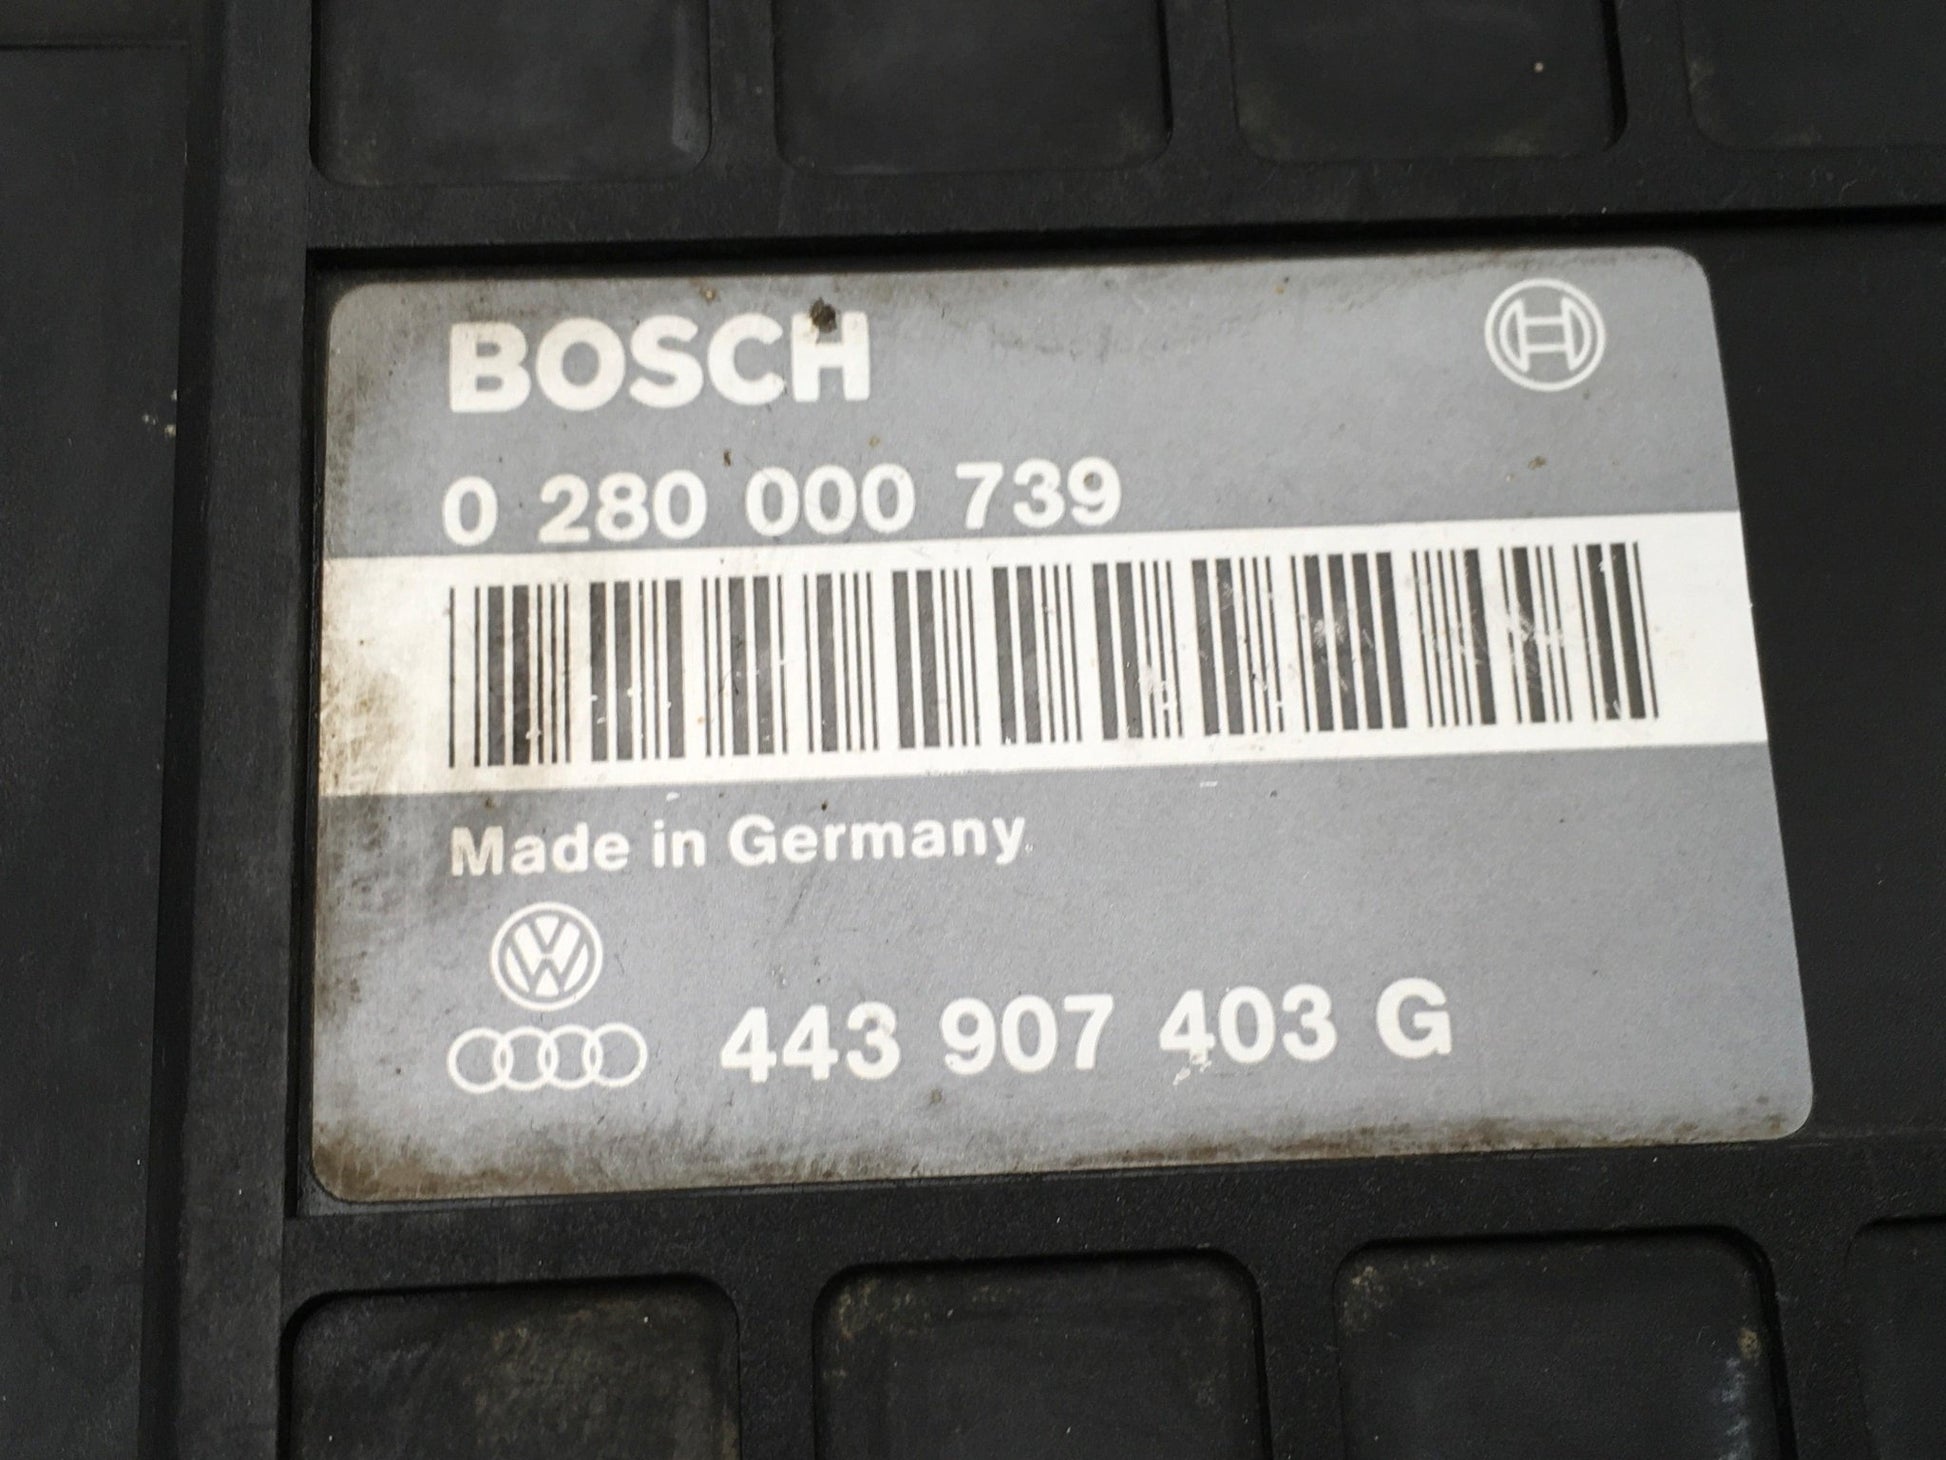 BOSCH
0 280 000 739
Made in Germany
443 907 403 G